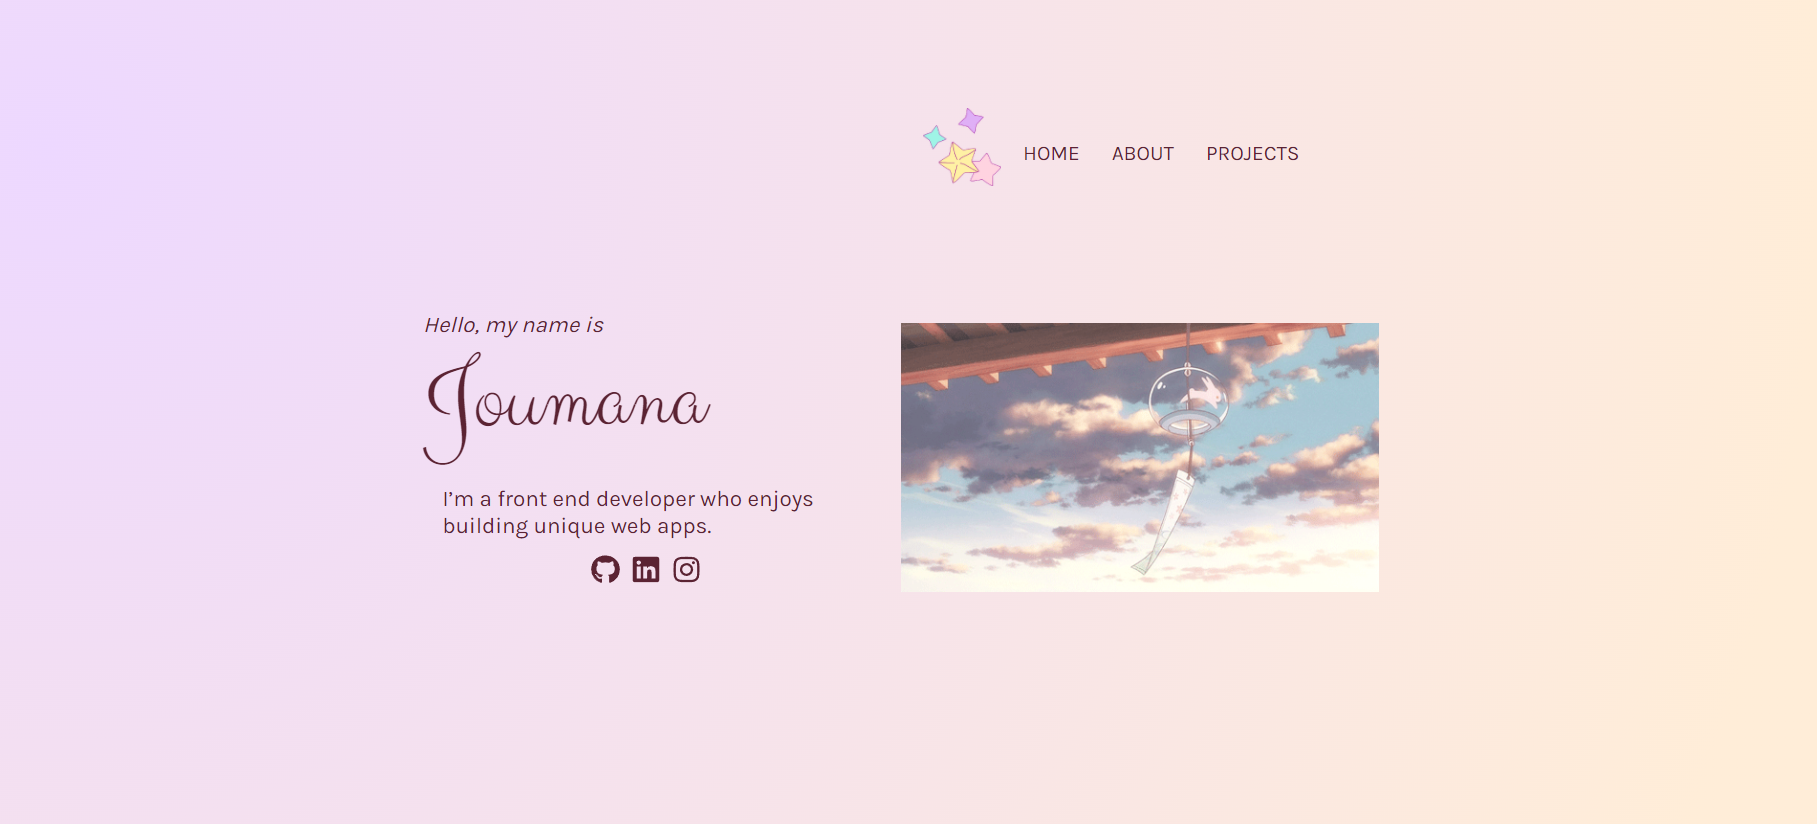 HOME ABOUT PROJECTS
Hello, my name is
Joumana
I’m a front end developer who enjoys
building unique web apps.